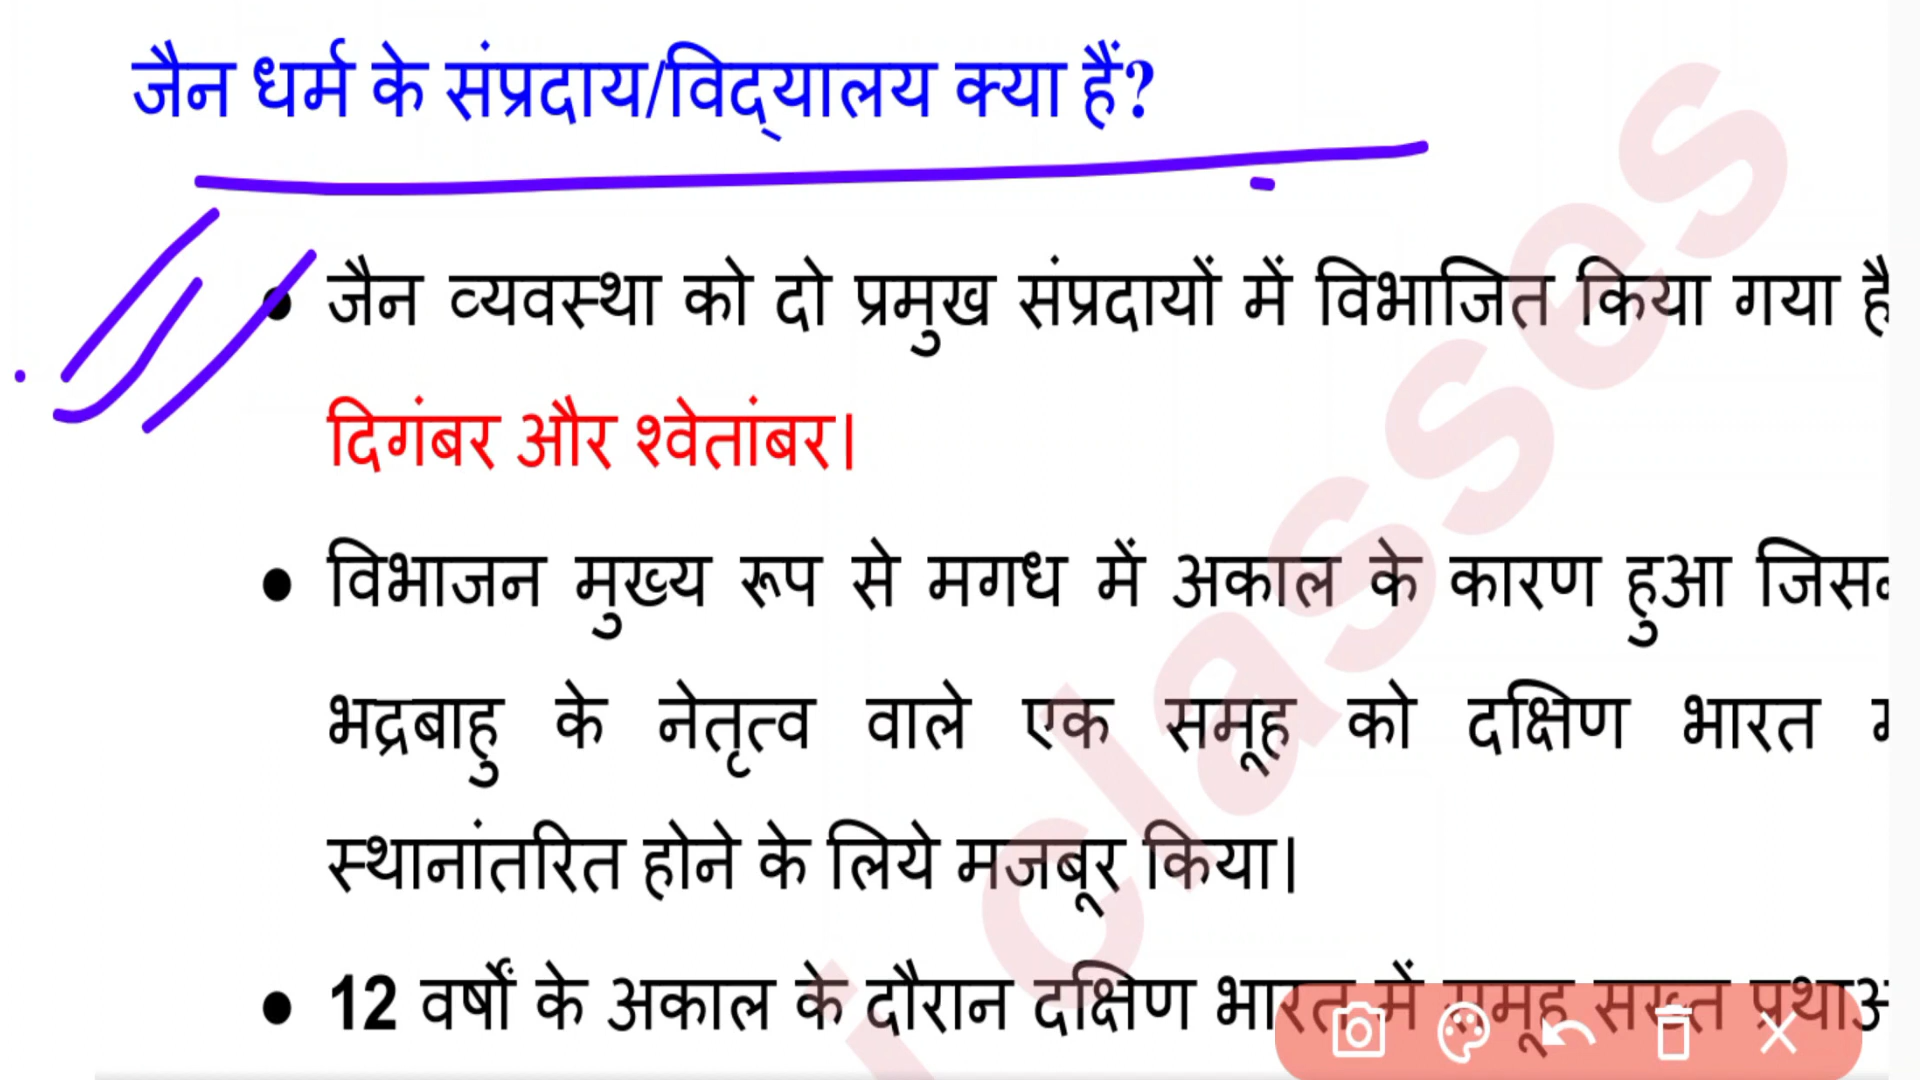 जैन धर्म के संप्रदाय/विद्यालय क्या हैं?
जैन व्यवस्था को दो प्रमुख संप्रदायों में विभाजित किया गया है
दिगंबर और श्वेतांबर।
विभाजन मुख्य रूप से मगध में अकाल के कारण हुआ
भद्रबाहु के नेतृत्व वाले एक समूह को दक्षिण भारत
स्थानांतरित होने के लिये मजबूर किया।
12 वर्षों के अकाल के दौरान दक्षिण भारत में समूह सख्त
classes